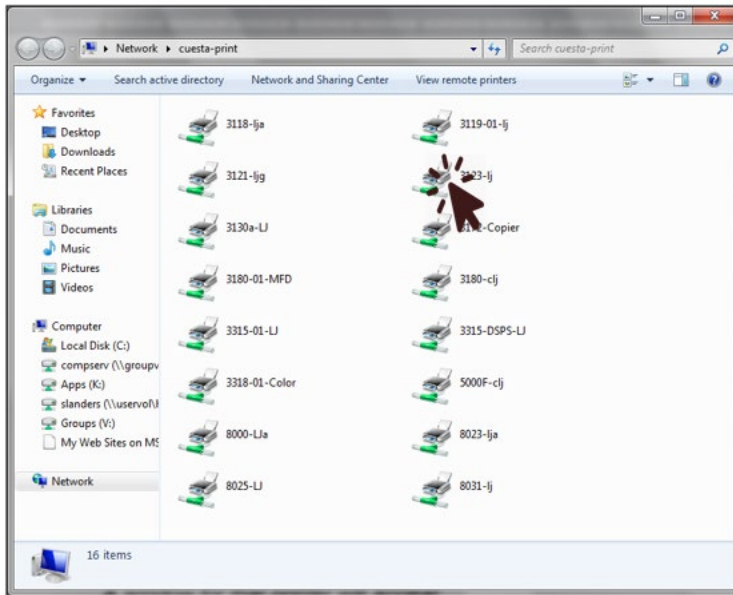 Network cuesta-print
Search cuesta-print
Organize Search active directory Network and Sharing Center View remote printers
Favorites
Desktop
Downloads
Recent Places
Libraries
Documents
Music
Pictures
Videos
Computer
Local Disk (C:)
compserv (\\groupv
Apps (K:)
slanders (\\uservol\
Groups (V:)
My Web Sites on MS
Network
3118-lja
3119-01-lj
3121-ljg
3123-lj
3130a-LJ
3172-Copier
3180-01-MFD
3180-clj
3315-01-LJ
3315-DSPS-LJ
3318-01-Color
5000F-clj
8000-LJa
8023-lja
8025-LJ
8031-lj
16 items